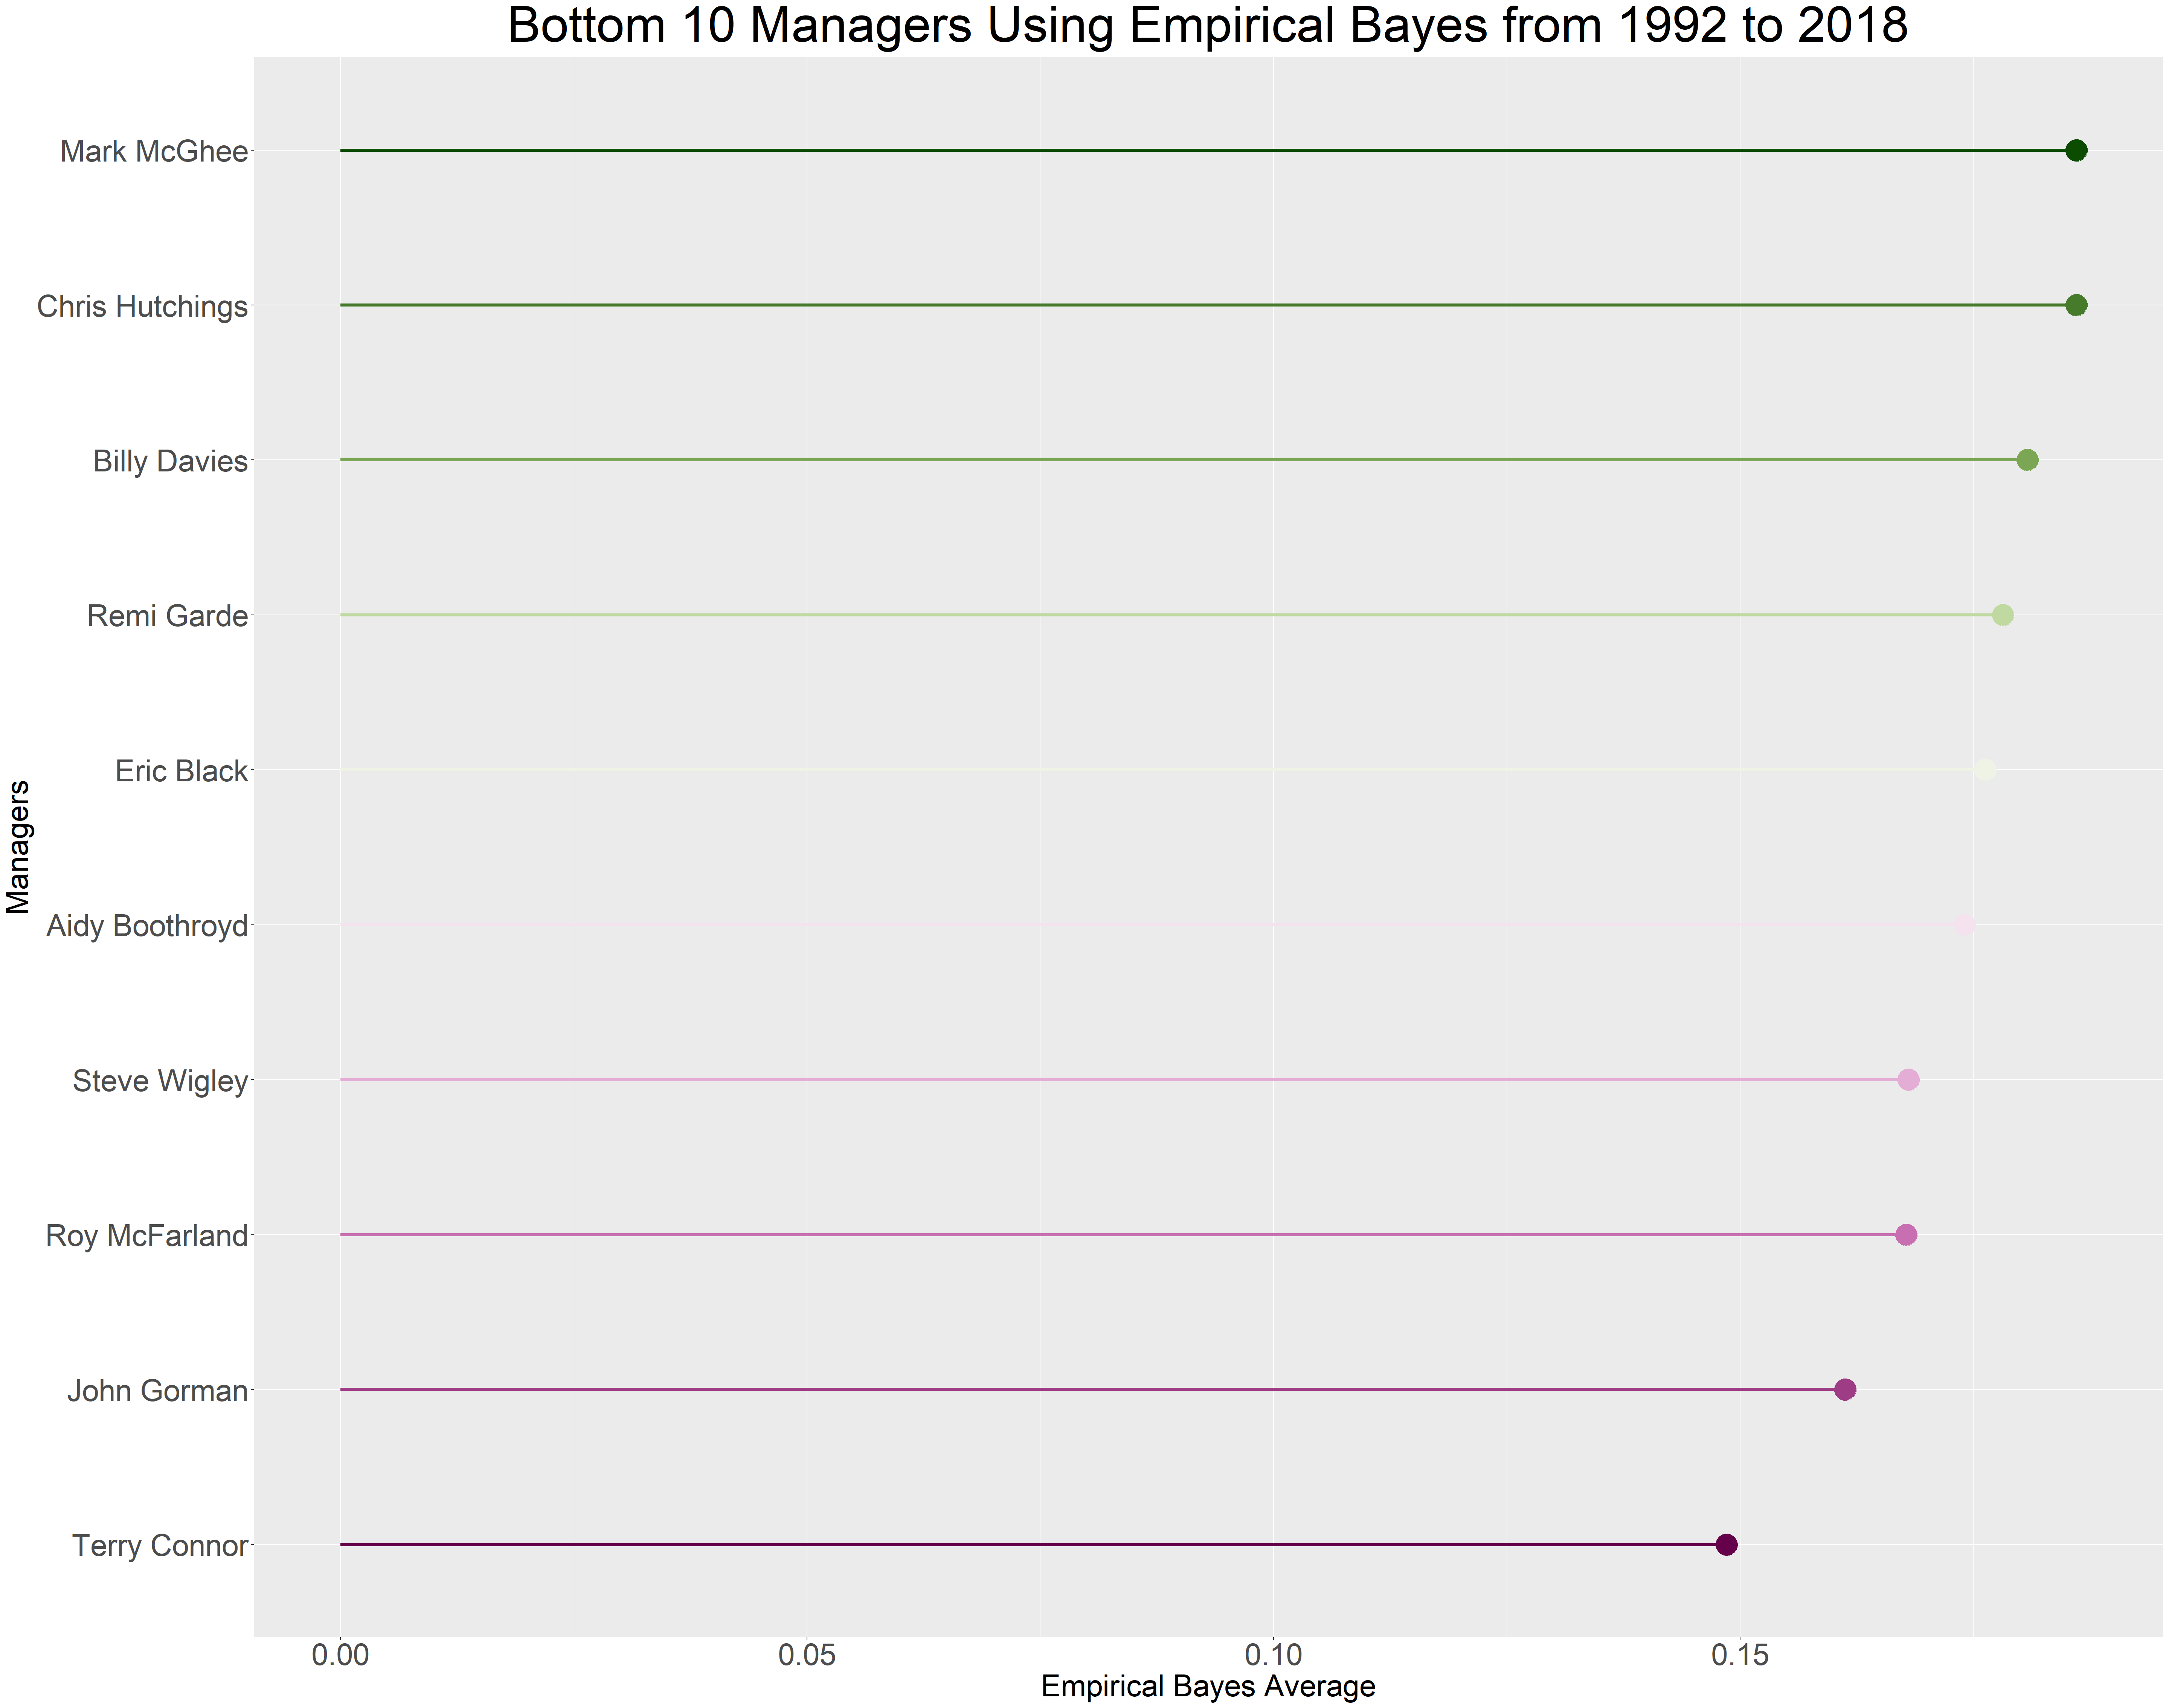 Bottom 10 Managers Using Empirical Bayes from 1992 to 2018
Managers
Mark McGhee
Chris Hutchings
Billy Davies
Remi Garde
Eric Black
Aidy Boothroyd
Steve Wigley
Roy McFarland
John Gorman
Terry Connor
0.00 0.05 0.10 0.15
Empirical Bayes Average